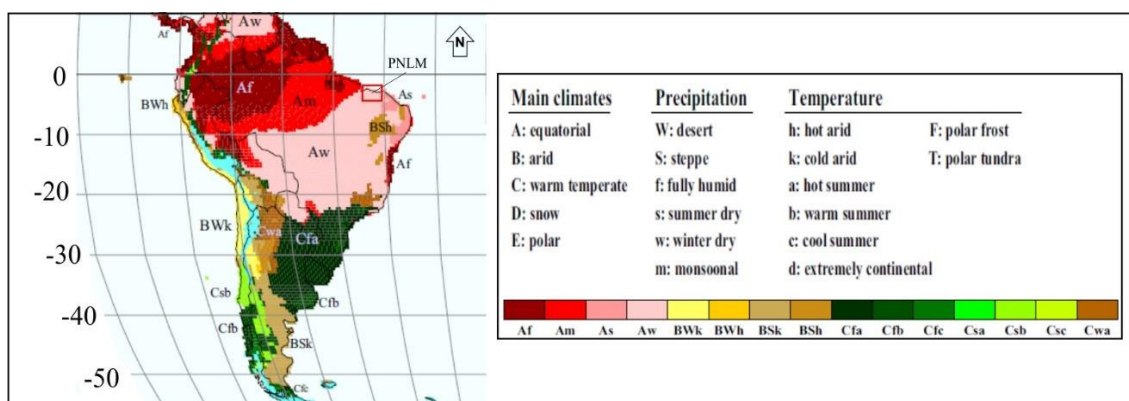 Aw
Af
N
PNLM
0
BWh
Af
Am
As
-10
BSh
Aw
Af
-20
BWk
Cwa
Cfa
-30
Csb
-40
Cfb
Cfb
BSk
-50
Cfc
Main climates
A: equatorial
B: arid
C: warm temperate
D: snow
E: polar
Precipitation
W: desert
S: steppe
f: fully humid
s: summer dry
w: winter dry
m: monsoonal
Temperature
h: hot arid
k: cold arid
a: hot summer
b: warm summer
c: cool summer
d: extremely continental
F: polar frost
T: polar tundra
Af Am As Aw BWk BWh BSk BSh Cfa Cfb Cfc Csa Csb Csc Cwa